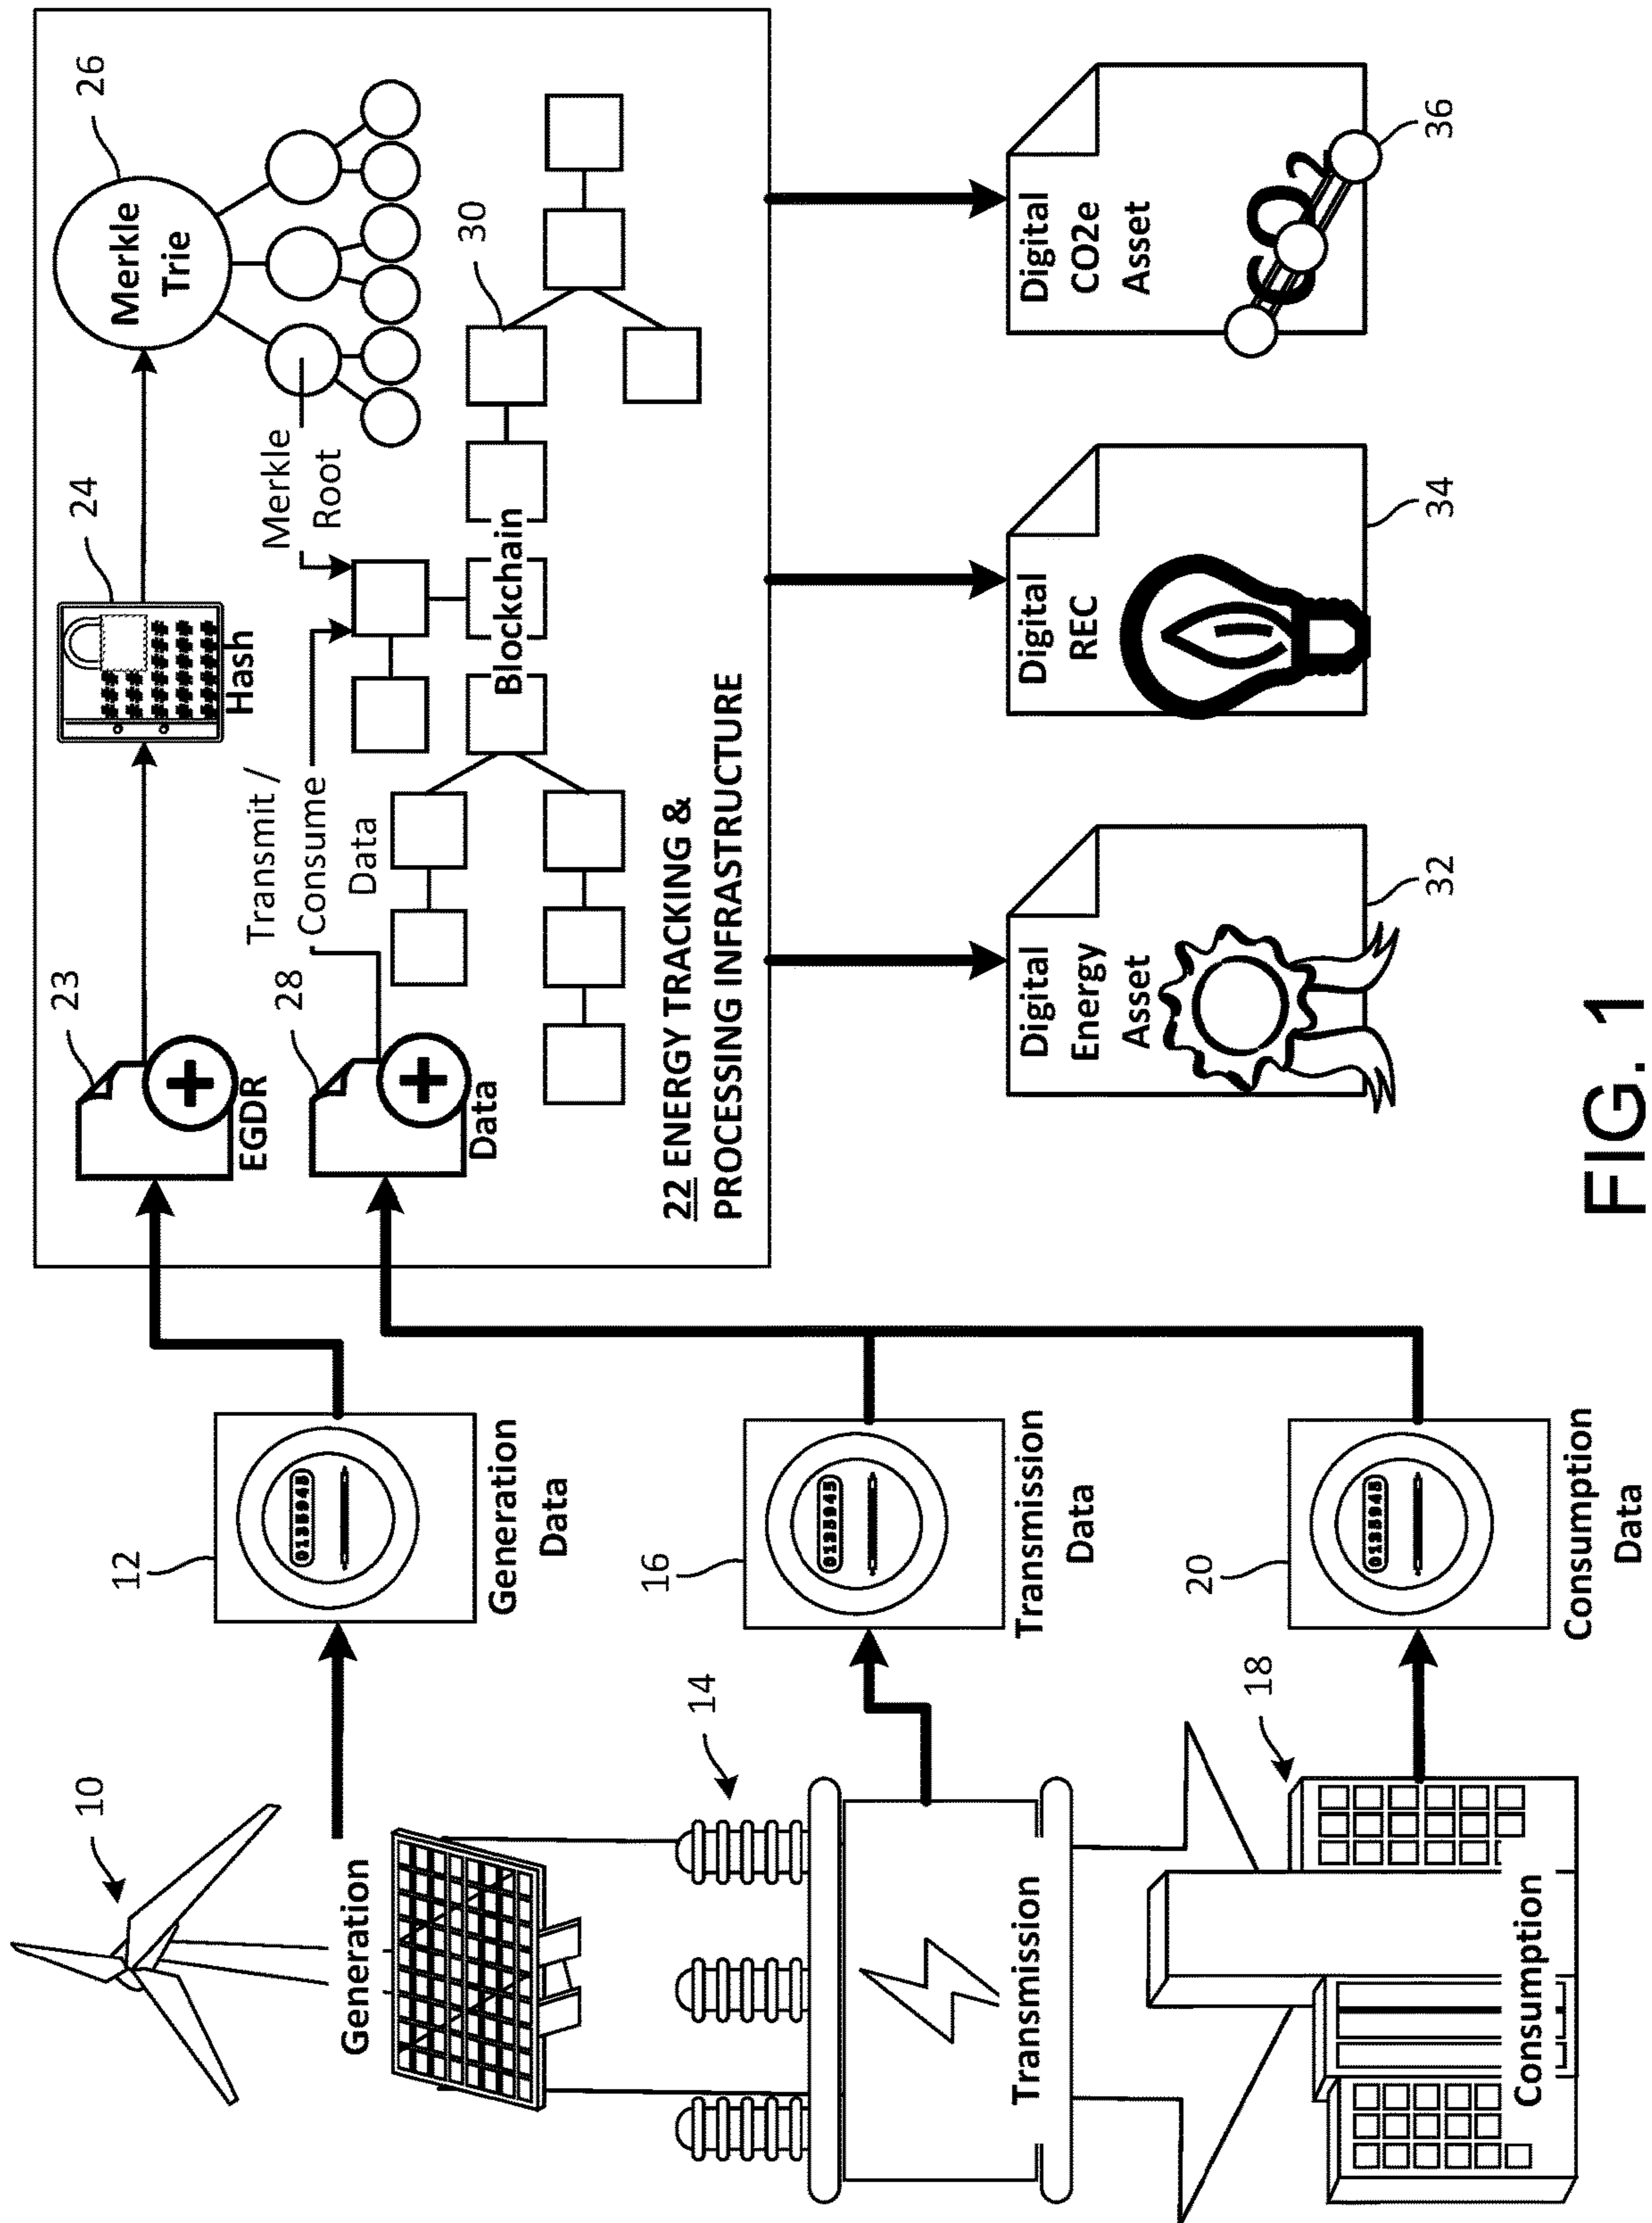 10
Generation
12
Generation
Data
14
Transmission
16
Transmission
Data
18
Consumption
20
Consumption
Data
23
EGDR
24
Hash
26
Merkle
Trie
28
Data
Transmit /
Consume
Data
Merkle
Root
30
Blockchain
22 ENERGY TRACKING &
PROCESSING INFRASTRUCTURE
Digital
Energy
Asset
32
Digital
REC
34
Digital
CO2e
Asset
CO2
36
FIG. 1